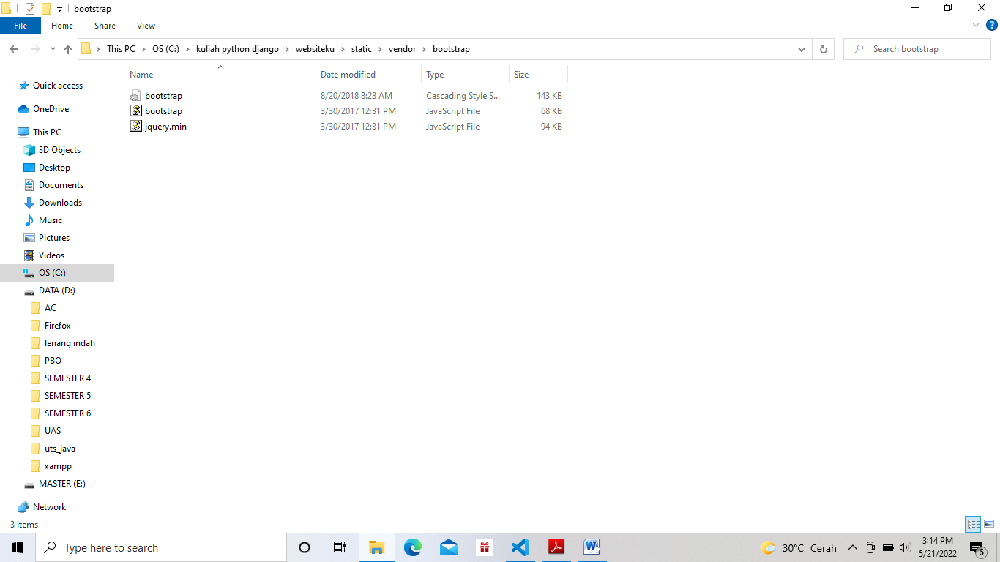 bootstrap
File Home Share View
This PC OS (C:) kuliah python django websiteku static vendor bootstrap
Search bootstrap
Name Date modified Type Size
bootstrap 8/20/2018 8:28 AM Cascading Style S... 143 KB
bootstrap 3/30/2017 12:31 PM JavaScript File 68 KB
jquery.min 3/30/2017 12:31 PM JavaScript File 94 KB
Quick access
OneDrive
This PC
3D Objects
Desktop
Documents
Downloads
Music
Pictures
Videos
OS (C:)
DATA (D:)
AC
Firefox
lenang indah
PBO
SEMESTER 4
SEMESTER 5
SEMESTER 6
UAS
uts_java
xampp
MASTER (E:)
Network
3 items
Type here to search
30°C Cerah
3:14 PM
5/21/2022
6